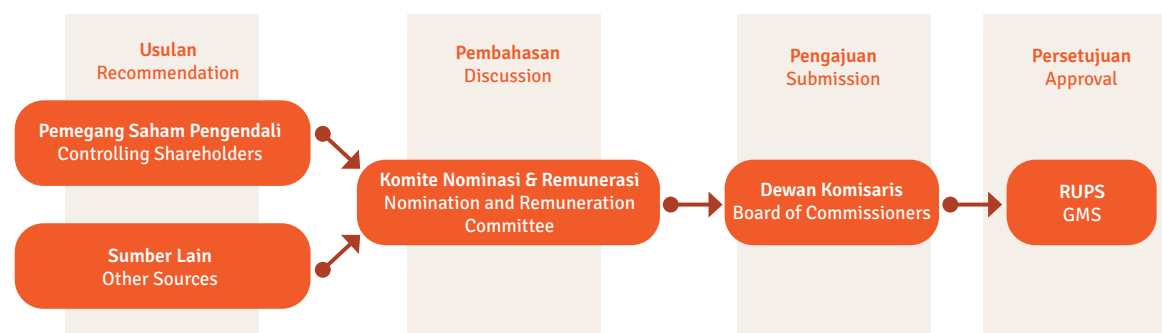 Usulan
Recommendation
Pembahasan
Discussion
Pengajuan
Submission
Persetujuan
Approval
Pemegang Saham Pengendali
Controlling Shareholders
Komite Nominasi & Remunerasi
Nomination and Remuneration
Committee
Dewan Komisaris
Board of Commissioners
RUPS
GMS
Sumber Lain
Other Sources